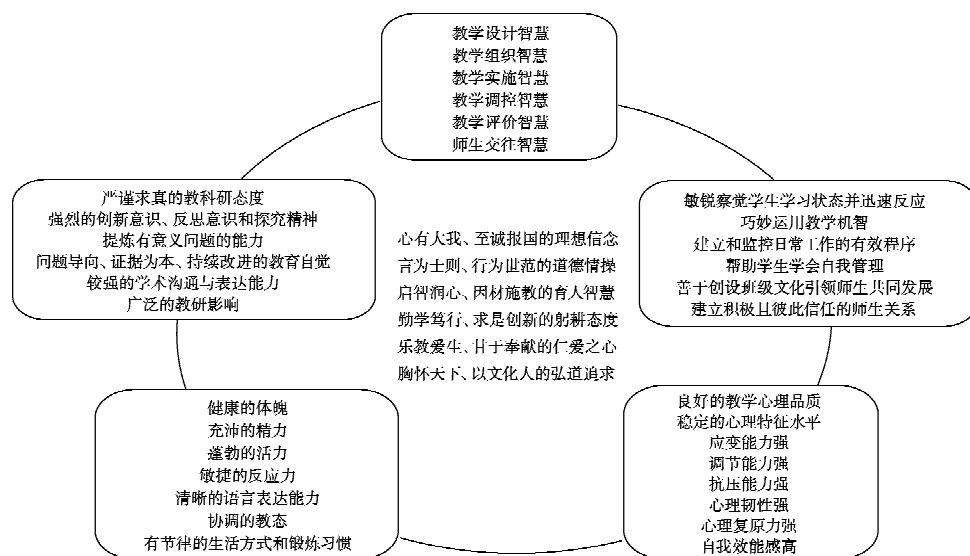 教学设计智慧
教学组织智慧
教学实施智慧
教学调控智慧
教学评价智慧
师生交往智慧
严谨求真的教科研态度
强烈的创新意识、反思意识和探究精神
提炼有意义问题的能力
问题导向、证据为本、持续改进的教育自觉
较强的学术沟通与表达能力
广泛的教研影响
心有大我、至诚报国的理想信念
言为士则、行为世范的道德情操
启智润心、因材施教的育人智慧
勤学笃行、求是创新的躬耕态度
乐教爱生、甘于奉献的仁爱之心
胸怀天下、以文化人的弘道追求
敏锐察觉学生学习状态并迅速反应
巧妙运用教学机智
建立和监控日常工作的有效程序
帮助学生学会自我管理
善于创设班级文化引领师生共同发展
建立积极且彼此信任的师生关系
健康的体魄
充沛的精力
蓬勃的活力
敏捷的反应力
清晰的语言表达能力
协调的教态
有节律的生活方式和锻炼习惯
良好的教学心理品质
稳定的心理特征水平
应变能力强
调节能力强
抗压能力强
心理韧性强
心理复原力强
自我效能感高